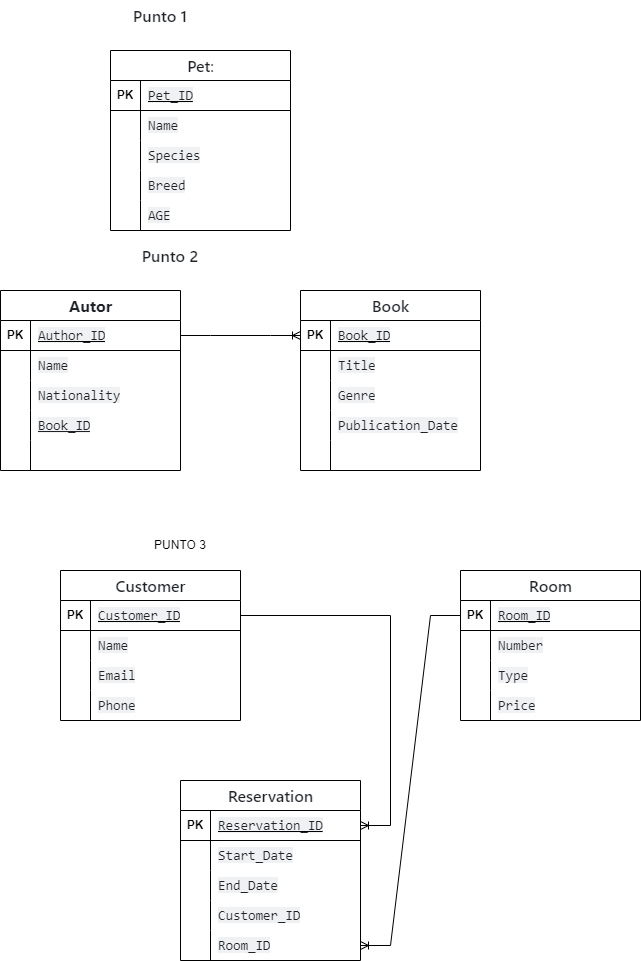 Punto 1
Pet:
PK Pet_ID
Name
Species
Breed
AGE
Punto 2
Autor
PK Author_ID
Name
Nationality
Book_ID
Book
PK Book_ID
Title
Genre
Publication_Date
PUNTO 3
Customer
PK Customer_ID
Name
Email
Phone
Room
PK Room_ID
Number
Type
Price
Reservation
PK Reservation_ID
Start_Date
End_Date
Customer_ID
Room_ID